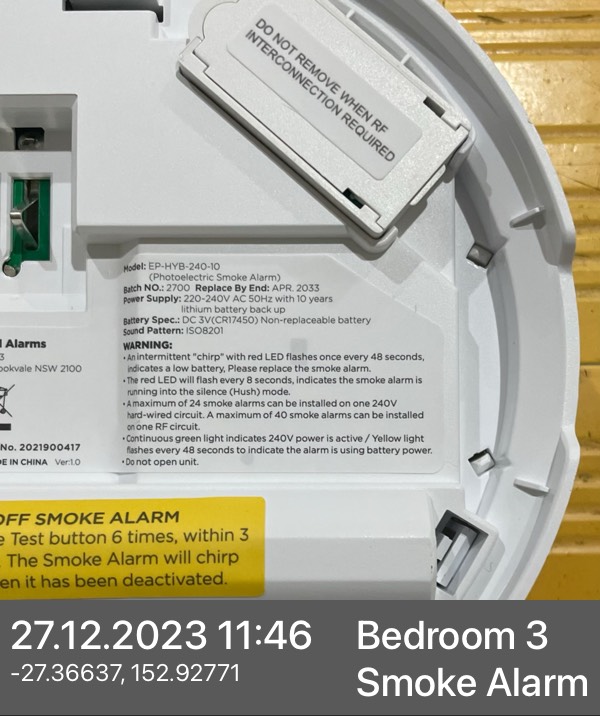 DO NOT REMOVE WHEN RF
INTERCONNECTION REQUIRED
Model: EP-HYB-240-10
(Photoelectric Smoke Alarm)
Batch NO.: 2700 Replace By End: APR. 2033
Power Supply: 220-240V AC 50Hz with 10 years
lithium battery back up
Battery Spec.: DC 3V(CR17450) Non-replaceable battery
Sound Pattern: ISO8201
WARNING:
•An intermittent "chirp" with red LED flashes once every 48 seconds,
indicates a low battery, Please replace the smoke alarm.
•The red LED will flash every 8 seconds, indicates the smoke alarm is
running into the silence (Hush) mode.
•A maximum of 24 smoke alarms can be installed on one 240V
hard-wired circuit. A maximum of 40 smoke alarms can be installed
on one RF circuit.
•Continuous green light indicates 240V power is active / Yellow light
flashes every 48 seconds to indicate the alarm is using battery power.
•Do not open unit.
Alarms
3
ookvale NSW 2100
No. 2021900417
DE IN CHINA Ver:1.0
OFF SMOKE ALARM
e Test button 6 times, within 3
. The Smoke Alarm will chirp
en it has been deactivated.
27.12.2023 11:46
-27.36637, 152.92771
Bedroom 3
Smoke Alarm